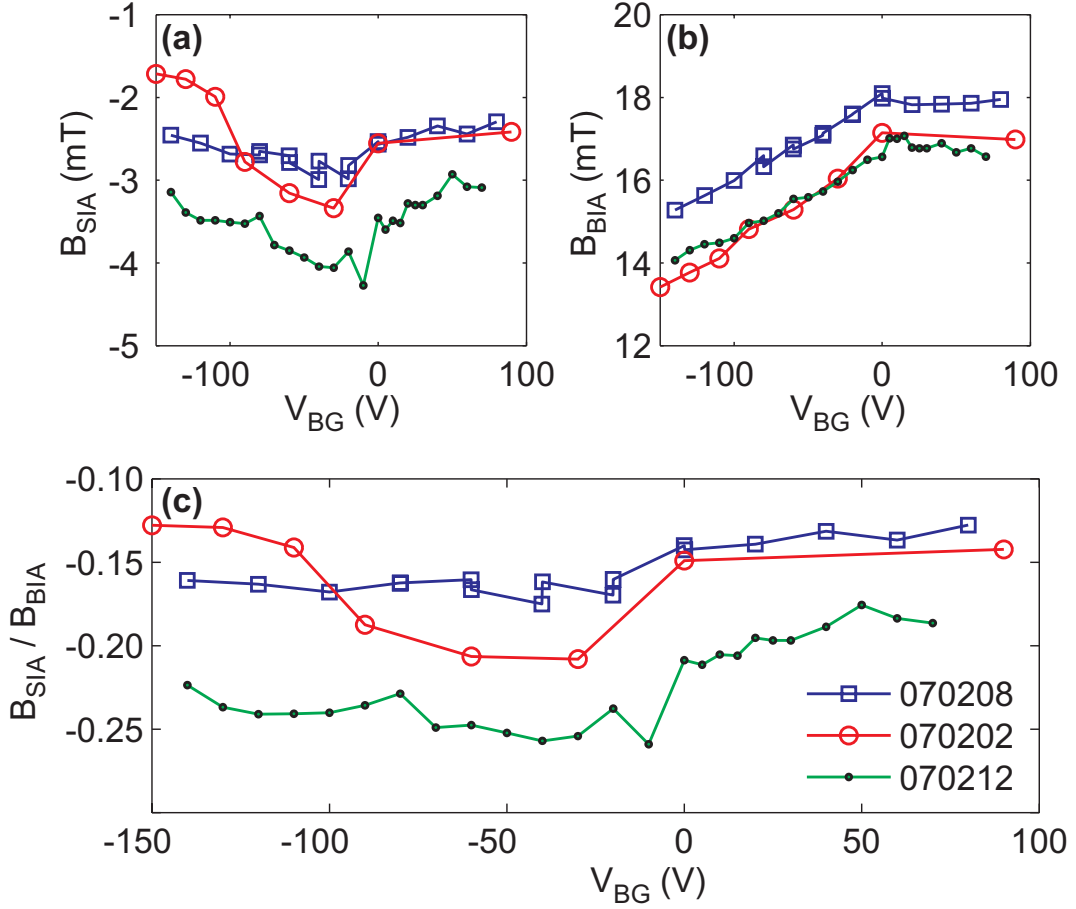 -1
-2
-3
-4
-5
(a)
B_SIA (mT)
-100 0 100
V_BG (V)
20
18
16
14
12
(b)
B_BIA (mT)
-100 0 100
V_BG (V)
-0.10
-0.15
-0.20
-0.25
(c)
B_SIA / B_BIA
070208
070202
070212
-150 -100 -50 0 50 100
V_BG (V)